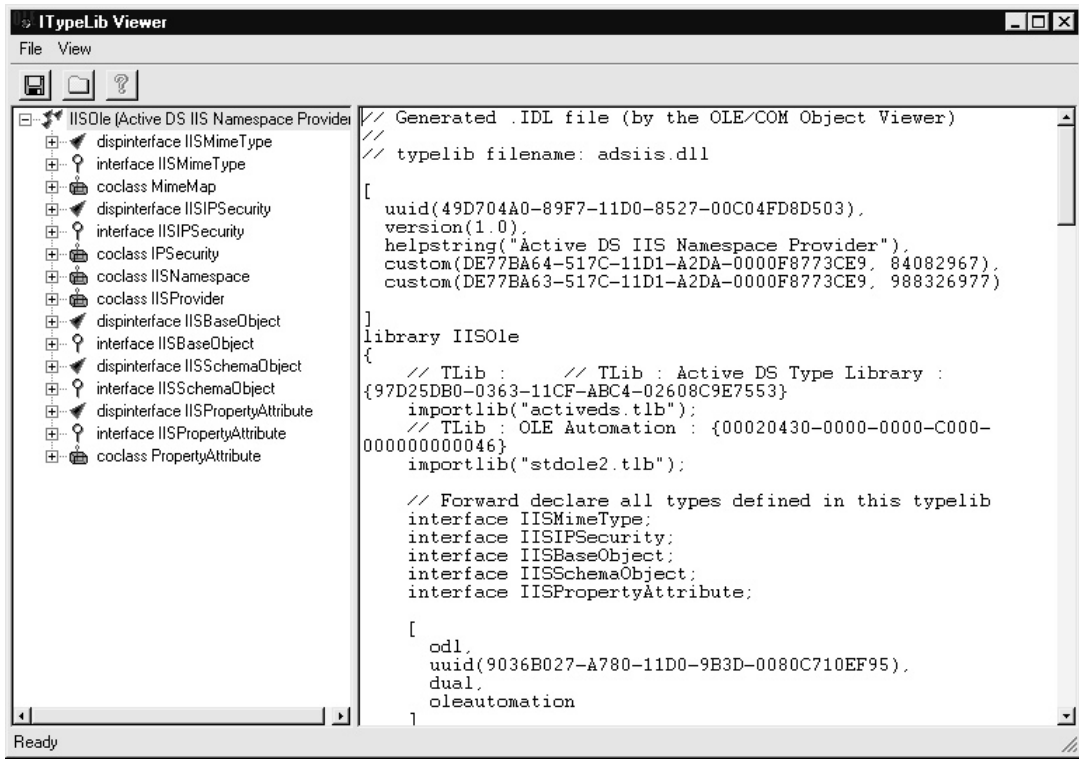 ITypeLib Viewer
File View
IISOle (Active DS IIS Namespace Provider
dispinterface IISMimeType
interface IISMimeType
coclass MimeMap
dispinterface IISIPSecurity
interface IISIPSecurity
coclass IPSecurity
coclass IISNamespace
coclass IISProvider
dispinterface IISBaseObject
interface IISBaseObject
dispinterface IISSchemaObject
interface IISSchemaObject
dispinterface IISPropertyAttribute
interface IISPropertyAttribute
coclass PropertyAttribute
// Generated .IDL file (by the OLE/COM Object Viewer)
//
// typelib filename: adsiis.dll
[
uuid(49D704A0-89F7-11D0-8527-00C04FD8D503),
version(1.0),
helpstring("Active DS IIS Namespace Provider"),
custom(DE77BA64-517C-11D1-A2DA-0000F8773CE9, 84082967),
custom(DE77BA63-517C-11D1-A2DA-0000F8773CE9, 988326977)
]
library IISOle
{
// TLib : // TLib : Active DS Type Library :
{97D25DB0-0363-11CF-ABC4-02608C9E7553}
importlib("activeds.tlb");
// TLib : OLE Automation : {00020430-0000-0000-C000-
000000000046}
importlib("stdole2.tlb");
// Forward declare all types defined in this typelib
interface IISMimeType;
interface IISIPSecurity;
interface IISBaseObject;
interface IISSchemaObject;
interface IISPropertyAttribute;
[
odl,
uuid(9036B027-A780-11D0-9B3D-0080C710EF95),
dual,
oleautomation
]
Ready